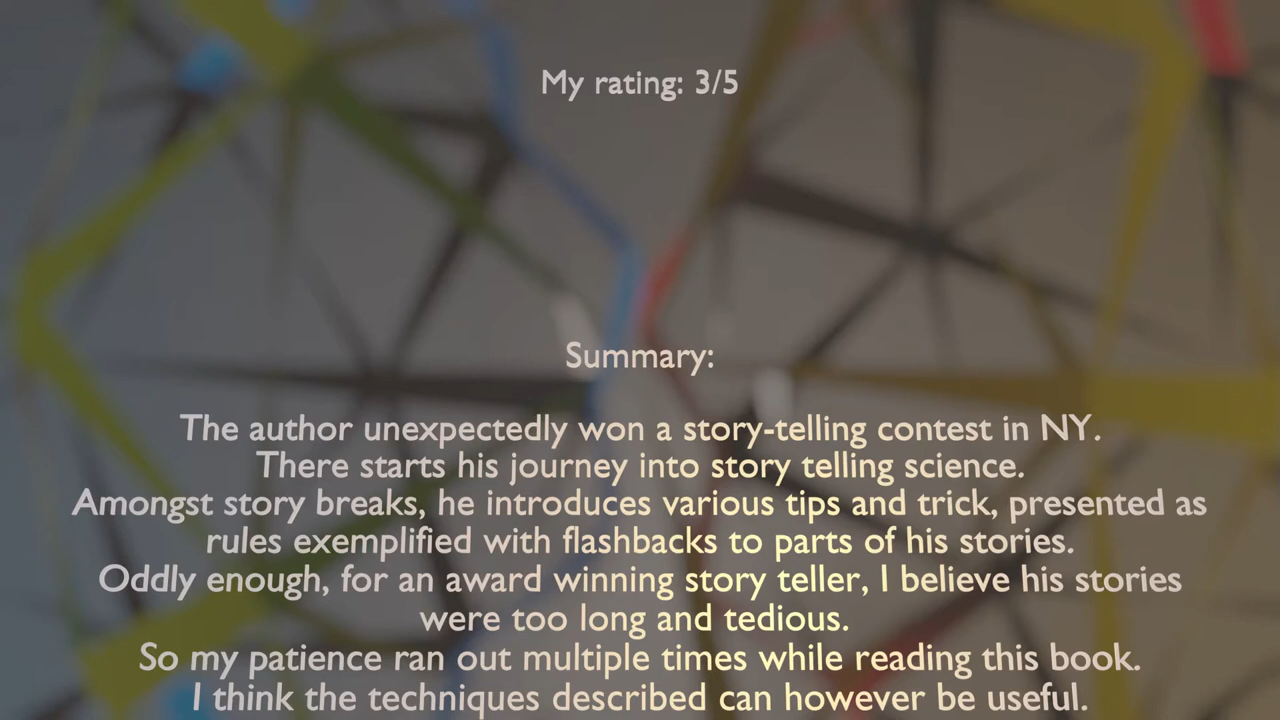 My rating: 3/5
Summary:
The author unexpectedly won a story-telling contest in NY.
There starts his journey into story telling science.
Amongst story breaks, he introduces various tips and trick, presented as
rules exemplified with flashbacks to parts of his stories.
Oddly enough, for an award winning story teller, I believe his stories
were too long and tedious.
So my patience ran out multiple times while reading this book.
I think the techniques described can however be useful.